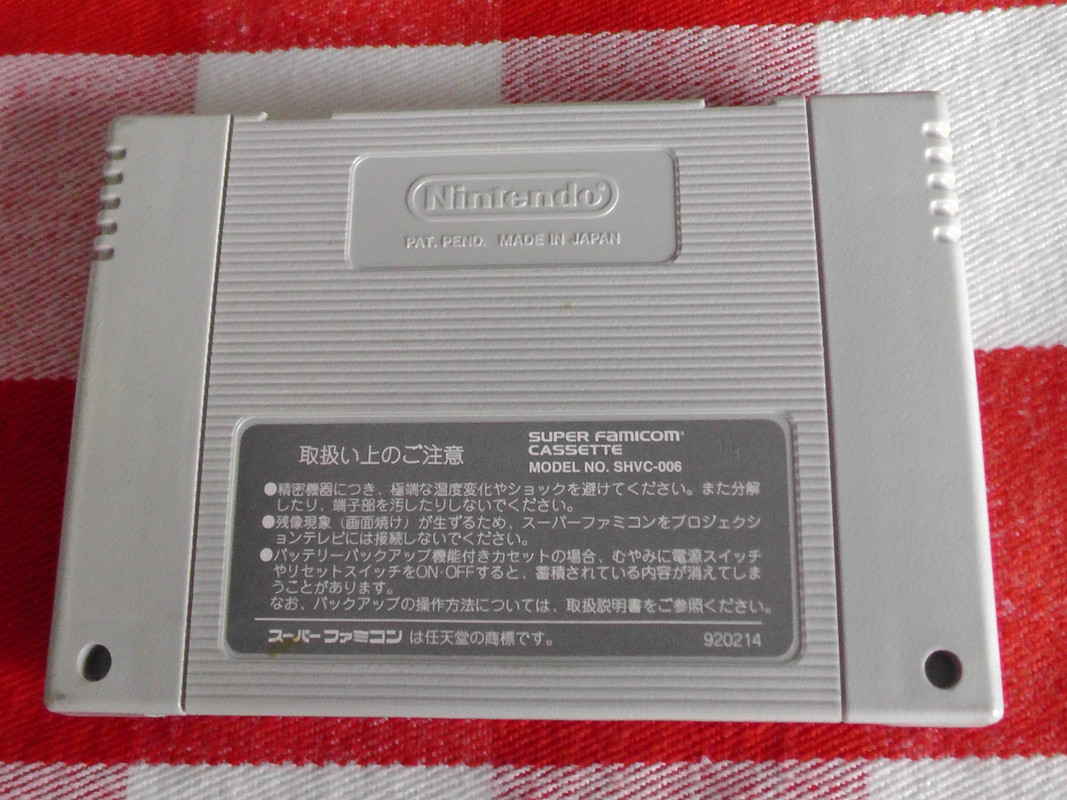 Nintendo®
PAT. PEND. MADE IN JAPAN
取扱い上のご注意
SUPER FAMICOM®
CASSETTE
MODEL NO. SHVC-006
●精密機器につき、極端な温度変化やショックを避けてください。また分解
したり、端子部を汚したりしないでください。
●残像現象（画面焼け）が生ずるため、スーパーファミコンをプロジェクシ
ョンテレビには接続しないでください。
●バッテリーバックアップ機能付きカセットの場合、むやみに電源スイッチ
やリセットスイッチをON・OFFすると、蓄積されている内容が消えてしま
うことがあります。
なお、バックアップの操作方法については、取扱説明書をご参照ください。
スーパーファミコン は任天堂の商標です。
920214